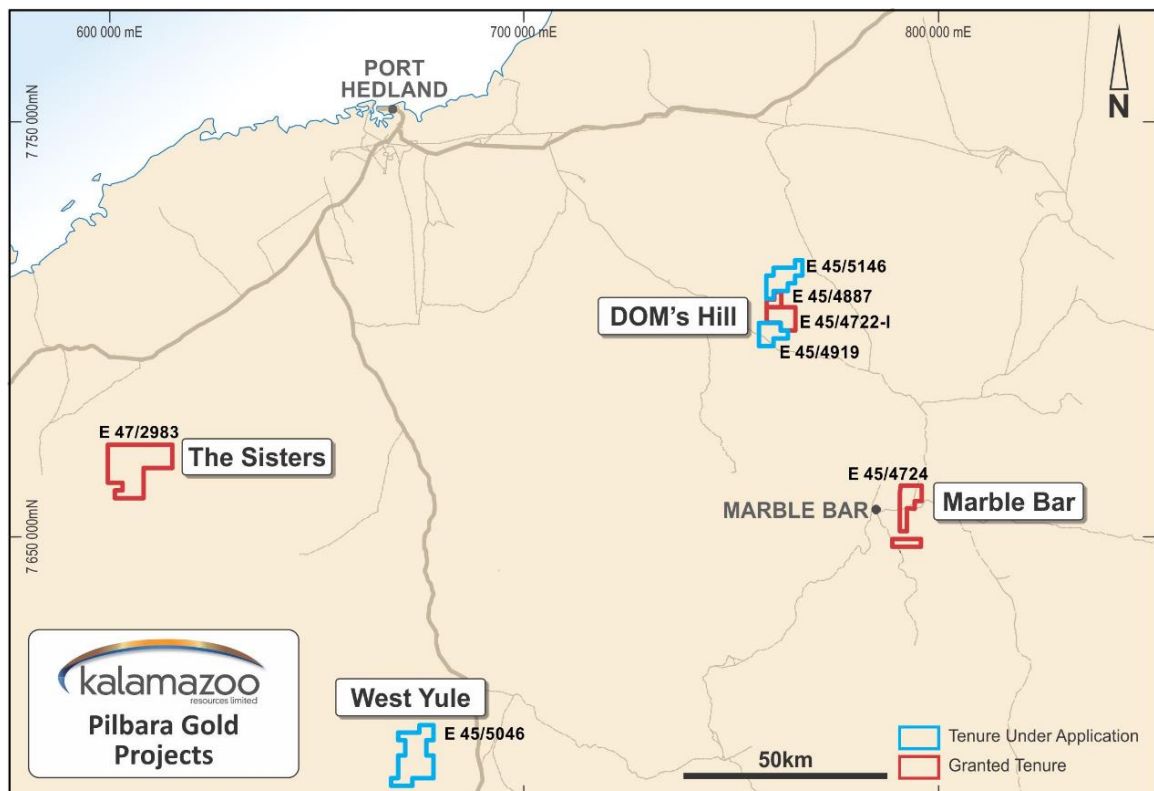 600 000 mE
700 000 mE
800 000 mE
PORT
HEDLAND
N
7 750 000mN
E 45/5146
E 45/4887
DOM's Hill
E 45/4722-I
E 45/4919
E 47/2983
The Sisters
E 45/4724
MARBLE BAR
Marble Bar
7 650 000mN
kalamazoo
resources limited
Pilbara Gold
Projects
West Yule
E 45/5046
50km
Tenure Under Application
Granted Tenure